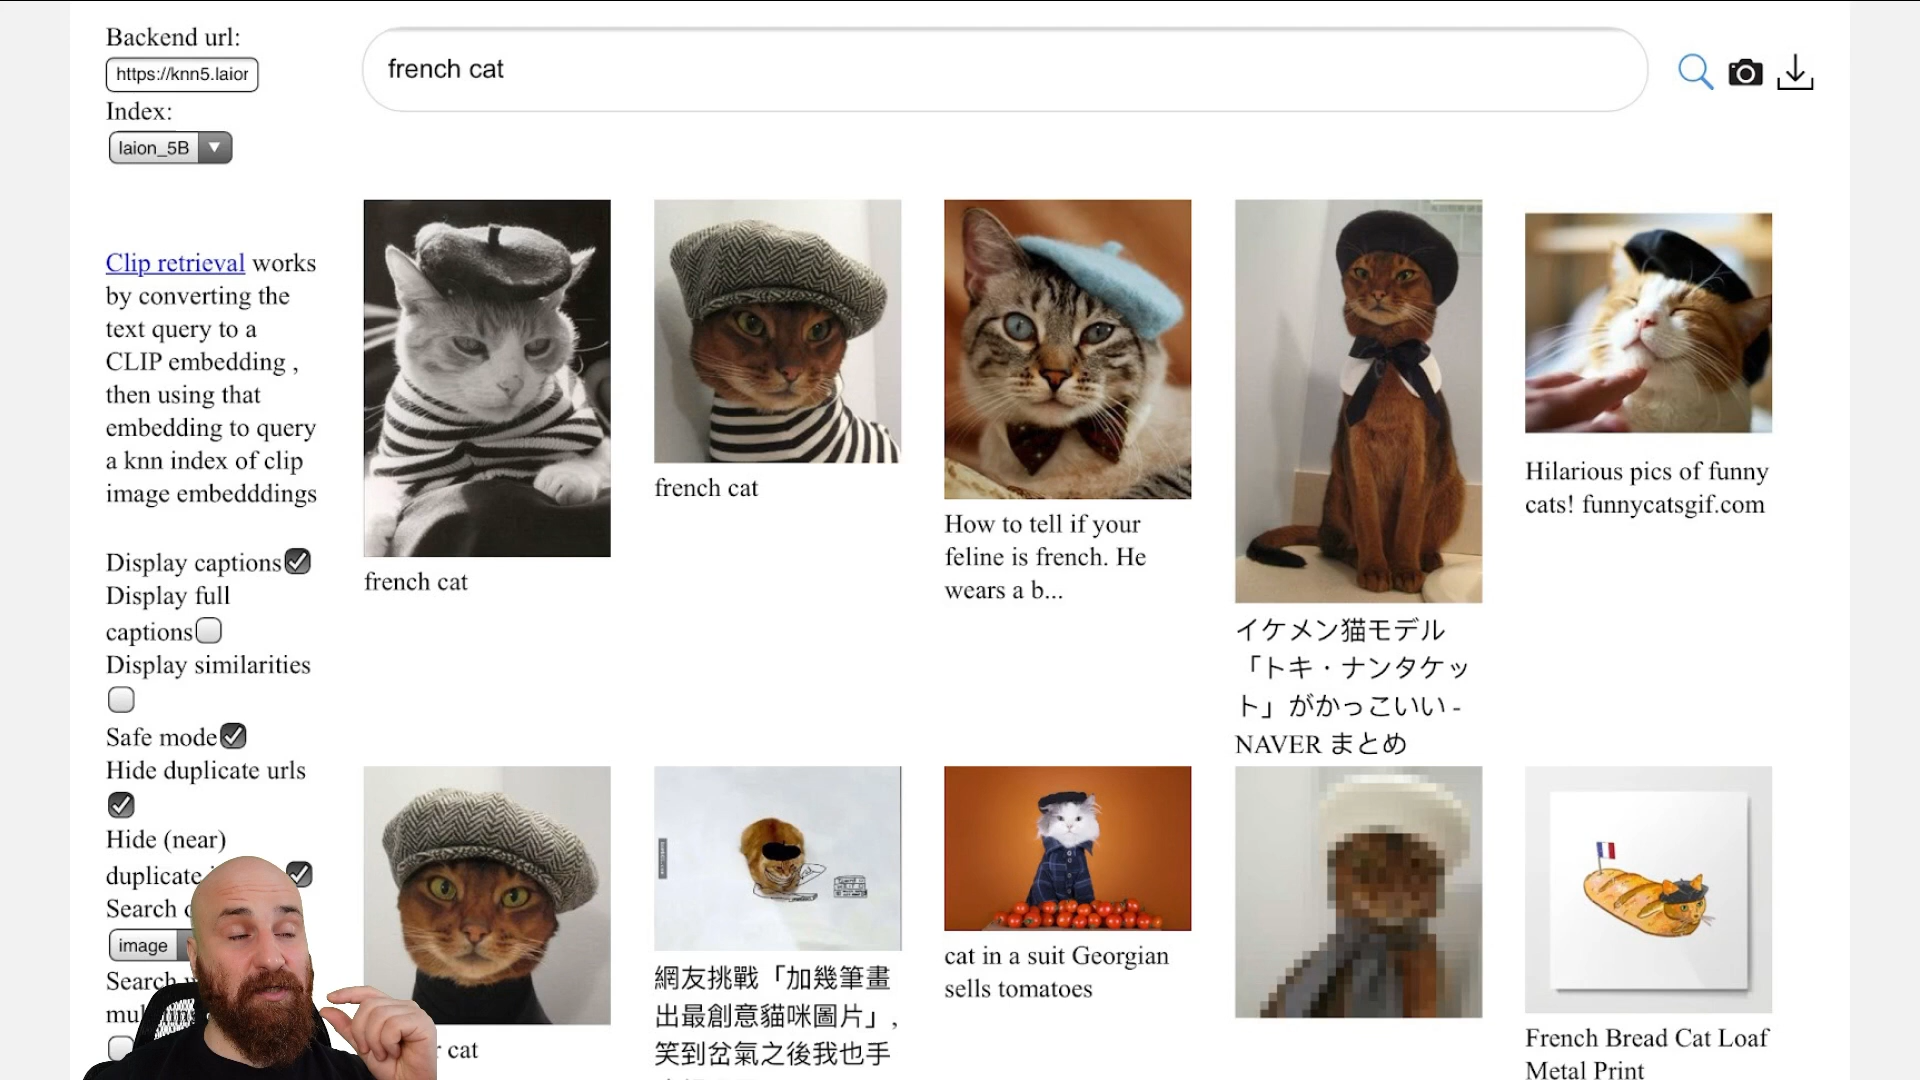 Backend url:
https://knn5.laior
Index:
laion_5B
french cat
Clip retrieval works
by converting the
text query to a
CLIP embedding ,
then using that
embedding to query
a knn index of clip
image embedddings
Display captions
Display full
captions
Display similarities
Safe mode
Hide duplicate urls
Hide (near)
duplicate
Search
image
Search
french cat
french cat
How to tell if your
feline is french. He
wears a b...
イケメン猫モデル
「トキ・ナンタケッ
ト」がかっこいい -
NAVER まとめ
Hilarious pics of funny
cats! funnycatsgif.com
cat
網友挑戰「加幾筆畫
出最創意貓咪圖片」,
笑到岔氣之後我也手
cat in a suit Georgian
sells tomatoes
French Bread Cat Loaf
Metal Print